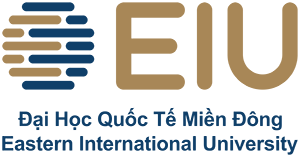 EIU
Đại Học Quốc Tế Miền Đông
Eastern International University